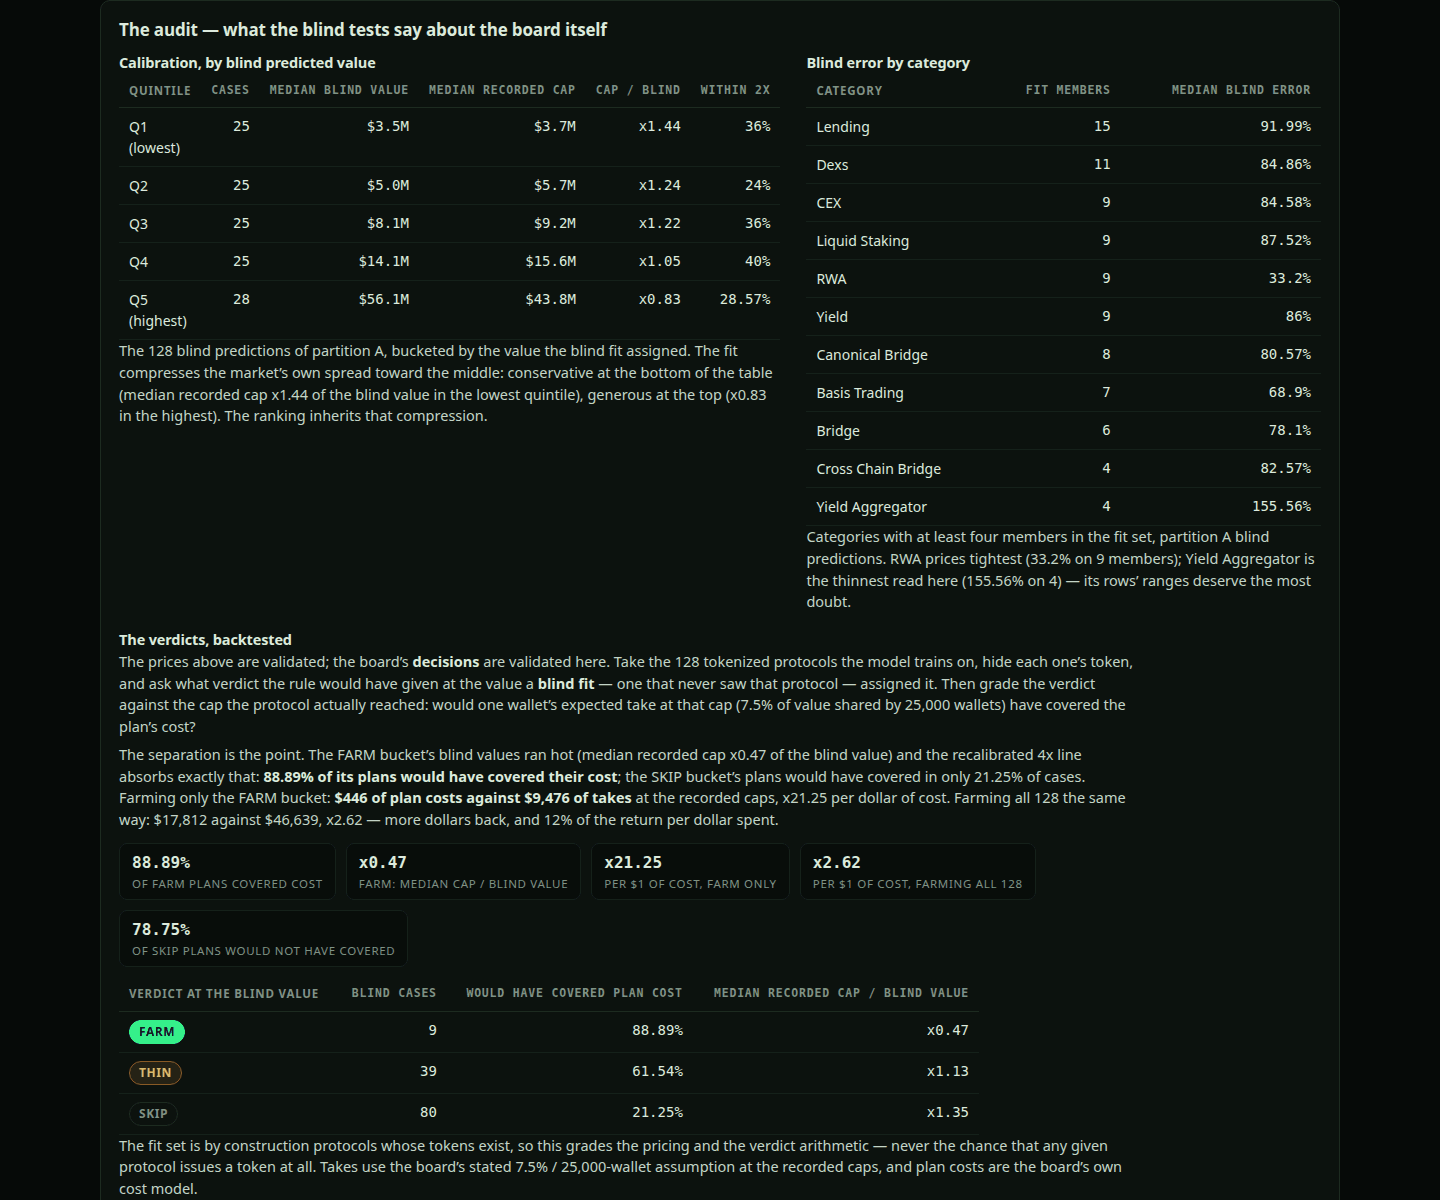 The audit — what the blind tests say about the board itself
Calibration, by blind predicted value
QUINTILE CASES MEDIAN BLIND VALUE MEDIAN RECORDED CAP CAP / BLIND WITHIN 2X
Q1 (lowest) 25 $3.5M $3.7M x1.44 36%
Q2 25 $5.0M $5.7M x1.24 24%
Q3 25 $8.1M $9.2M x1.22 36%
Q4 25 $14.1M $15.6M x1.05 40%
Q5 (highest) 28 $56.1M $43.8M x0.83 28.57%
The 128 blind predictions of partition A, bucketed by the value the blind fit assigned. The fit
compresses the market’s own spread toward the middle: conservative at the bottom of the table
(median recorded cap x1.44 of the blind value in the lowest quintile), generous at the top (x0.83
in the highest). The ranking inherits that compression.
Blind error by category
CATEGORY FIT MEMBERS MEDIAN BLIND ERROR
Lending 15 91.99%
Dexs 11 84.86%
CEX 9 84.58%
Liquid Staking 9 87.52%
RWA 9 33.2%
Yield 9 86%
Canonical Bridge 8 80.57%
Basis Trading 7 68.9%
Bridge 6 78.1%
Cross Chain Bridge 4 82.57%
Yield Aggregator 4 155.56%
Categories with at least four members in the fit set, partition A blind
predictions. RWA prices tightest (33.2% on 9 members); Yield Aggregator is
the thinnest read here (155.56% on 4) — its rows’ ranges deserve the most
doubt.
The verdicts, backtested
The prices above are validated; the board’s decisions are validated here. Take the 128 tokenized protocols the model trains on, hide each one’s token,
and ask what verdict the rule would have given at the value a blind fit — one that never saw that protocol — assigned it. Then grade the verdict
against the cap the protocol actually reached: would one wallet’s expected take at that cap (7.5% of value shared by 25,000 wallets) have covered the
plan’s cost?
The separation is the point. The FARM bucket’s blind values ran hot (median recorded cap x0.47 of the blind value) and the recalibrated 4x line
absorbs exactly that: 88.89% of its plans would have covered their cost; the SKIP bucket’s plans would have covered in only 21.25% of cases.
Farming only the FARM bucket: $446 of plan costs against $9,476 of takes at the recorded caps, x21.25 per dollar of cost. Farming all 128 the same
way: $17,812 against $46,639, x2.62 — more dollars back, and 12% of the return per dollar spent.
88.89%
OF FARM PLANS COVERED COST
x0.47
FARM: MEDIAN CAP / BLIND VALUE
x21.25
PER $1 OF COST, FARM ONLY
x2.62
PER $1 OF COST, FARMING ALL 128
78.75%
OF SKIP PLANS WOULD NOT HAVE COVERED
VERDICT AT THE BLIND VALUE BLIND CASES WOULD HAVE COVERED PLAN COST MEDIAN RECORDED CAP / BLIND VALUE
FARM 9 88.89% x0.47
THIN 39 61.54% x1.13
SKIP 80 21.25% x1.35
The fit set is by construction protocols whose tokens exist, so this grades the pricing and the verdict arithmetic — never the chance that any given
protocol issues a token at all. Takes use the board’s stated 7.5% / 25,000-wallet assumption at the recorded caps, and plan costs are the board’s own
cost model.